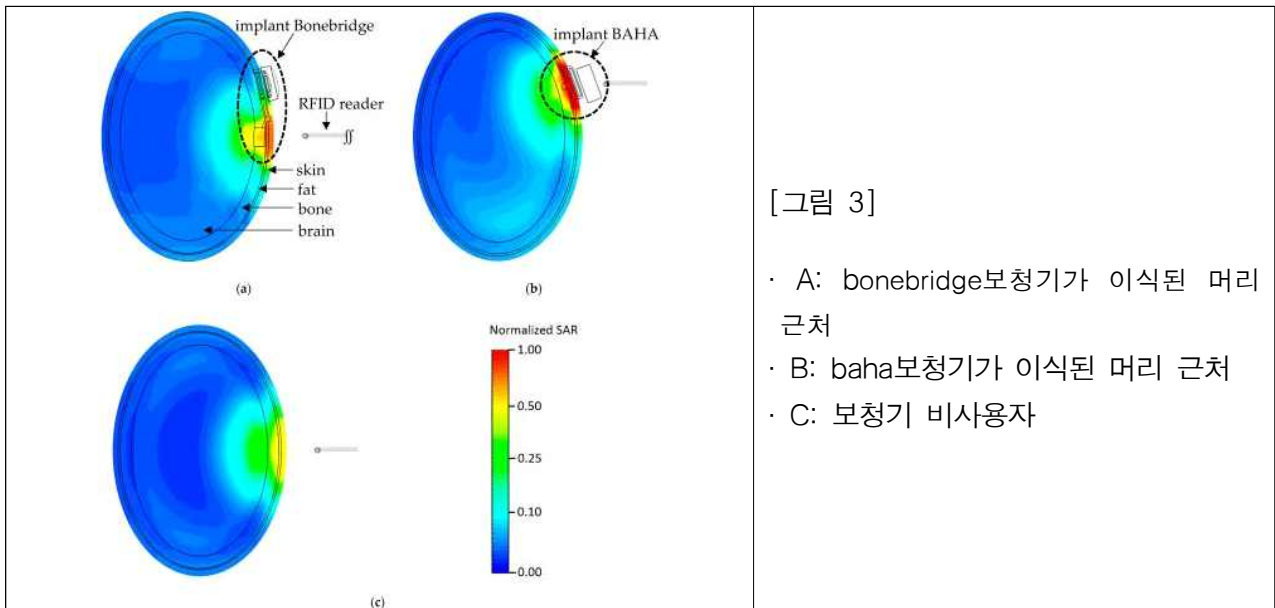 implant Bonebridge
RFID reader
skin
fat
bone
brain
(a)
implant BAHA
(b)
Normalized SAR
1.00
0.50
0.25
0.10
0.00
(c)
[그림 3]
· A: bonebridge보청기가 이식된 머리
근처
· B: baha보청기가 이식된 머리 근처
· C: 보청기 비사용자